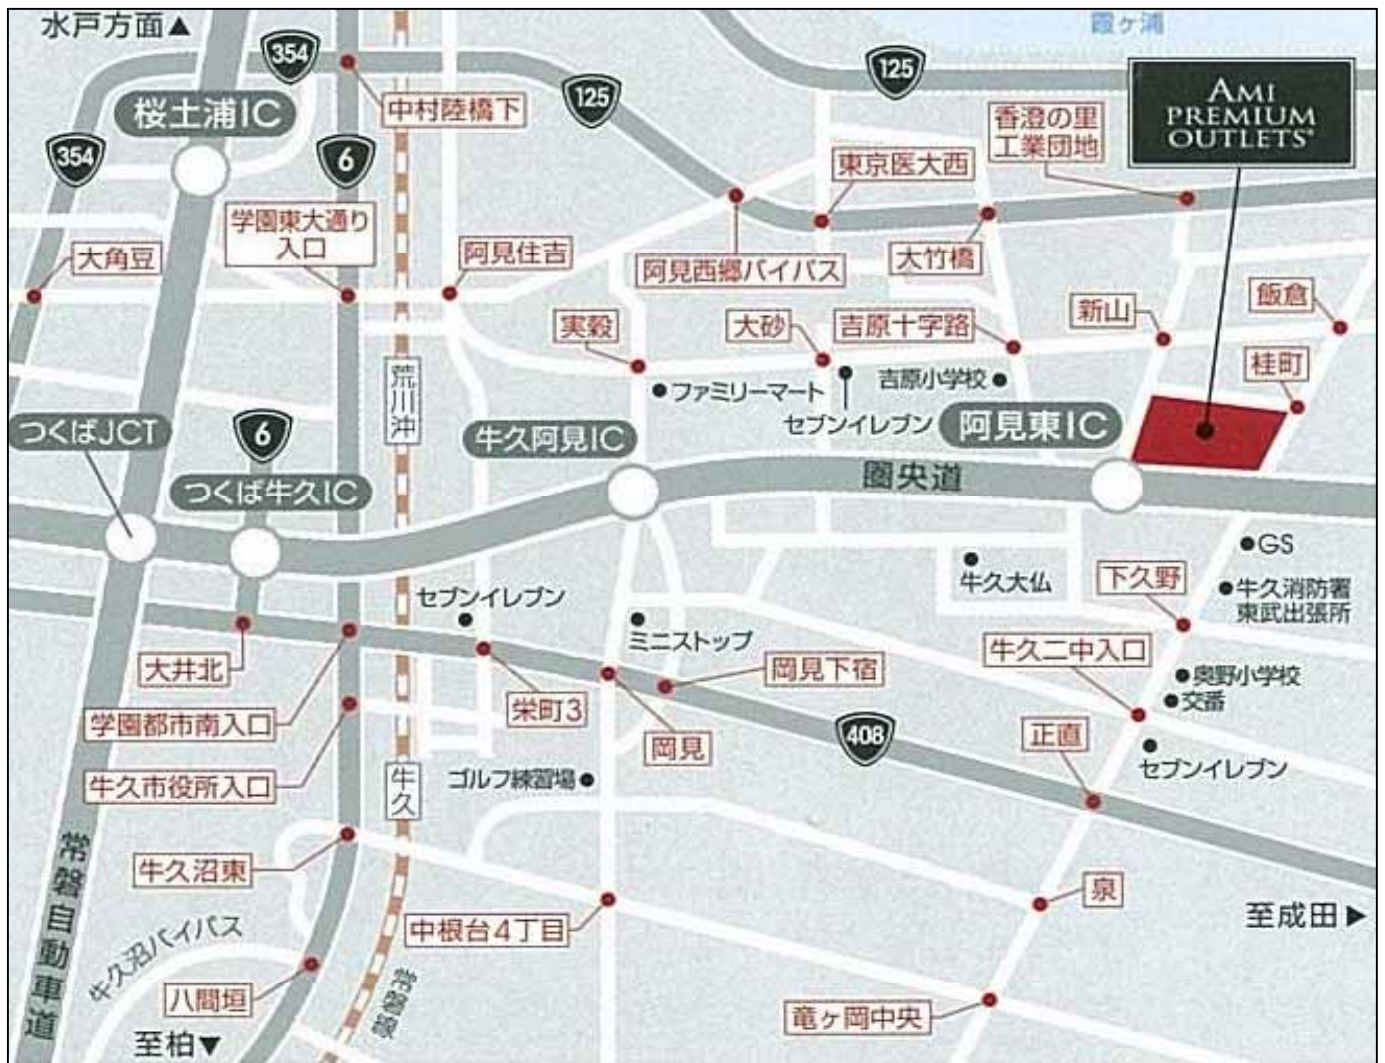 水戸方面▲
霞ヶ浦
354
125
125
AMI
PREMIUM
OUTLETS®
桜土浦IC
中村陸橋下
香澄の里
工業団地
354
6
東京医大西
学園東大通り
入口
大角豆
阿見住吉
阿見西郷バイパス
大竹橋
飯倉
新山
実穀
大砂
吉原十字路
桂町
荒川沖
ファミリーマート
吉原小学校
セブンイレブン
つくばJCT
6
牛久阿見IC
阿見東IC
圏央道
つくば牛久IC
GS
牛久大仏
下久野
牛久消防署
東武出張所
セブンイレブン
ミニストップ
牛久二中入口
大井北
岡見下宿
奥野小学校
交番
学園都市南入口
栄町3
岡見
408
正直
セブンイレブン
牛久市役所入口
牛久
ゴルフ練習場
常磐自動車道
牛久沼東
泉
中根台4丁目
至成田▶
牛久沼バイパス
八間垣
常磐線
竜ヶ岡中央
至柏▼